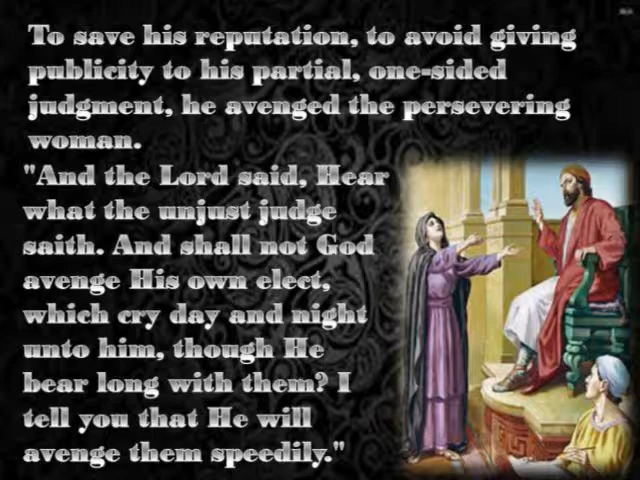 To save his reputation, to avoid giving
publicity to his partial, one-sided
judgment, he avenged the persevering
woman.
"And the Lord said, Hear
what the unjust judge
saith. And shall not God
avenge His own elect,
which cry day and night
unto him, though He
bear long with them? I
tell you that He will
avenge them speedily."